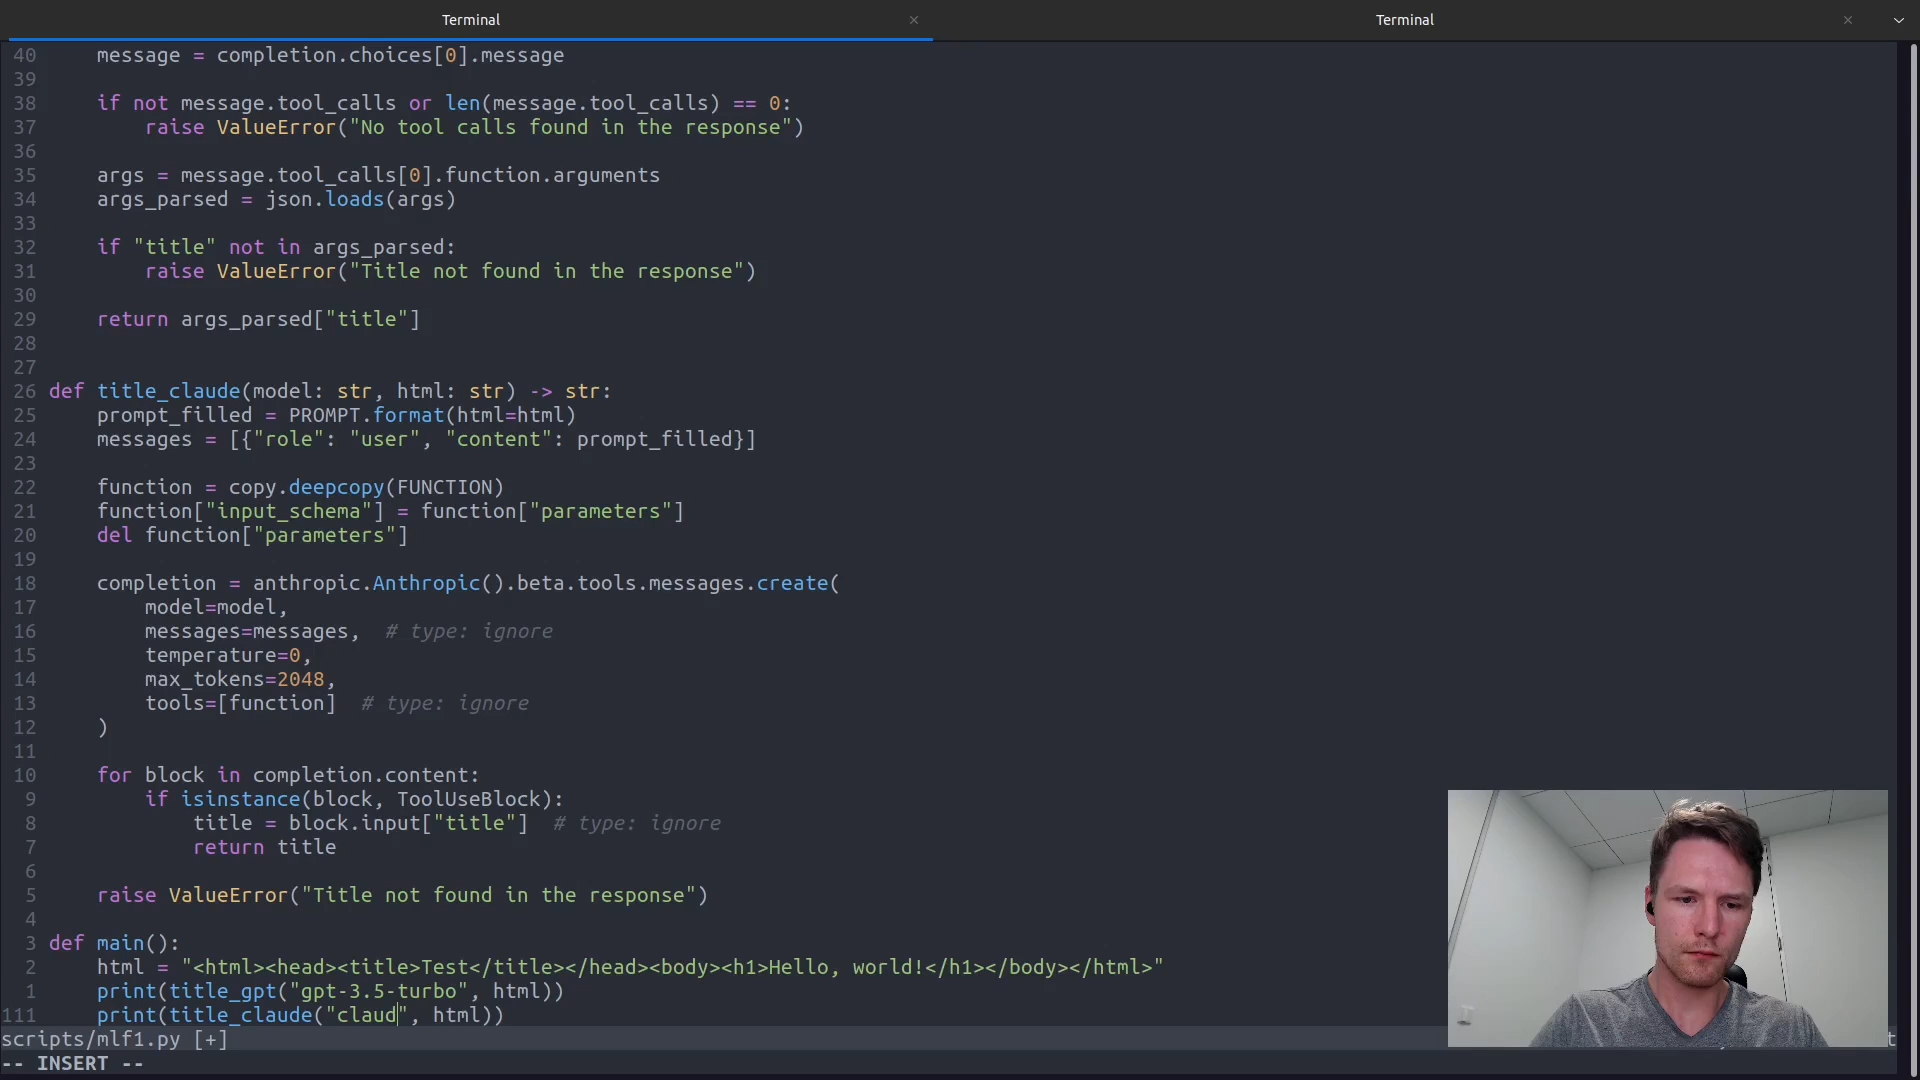 Terminal × Terminal ×
40 message = completion.choices[0].message
39
38 if not message.tool_calls or len(message.tool_calls) == 0:
37 raise ValueError("No tool calls found in the response")
36
35 args = message.tool_calls[0].function.arguments
34 args_parsed = json.loads(args)
33
32 if "title" not in args_parsed:
31 raise ValueError("Title not found in the response")
30
29 return args_parsed["title"]
28
27
26 def title_claude(model: str, html: str) -> str:
25 prompt_filled = PROMPT.format(html=html)
24 messages = [{"role": "user", "content": prompt_filled}]
23
22 function = copy.deepcopy(FUNCTION)
21 function["input_schema"] = function["parameters"]
20 del function["parameters"]
19
18 completion = anthropic.Anthropic().beta.tools.messages.create(
17 model=model,
16 messages=messages,  # type: ignore
15 temperature=0,
14 max_tokens=2048,
13 tools=[function]  # type: ignore
12 )
11
10 for block in completion.content:
9 if isinstance(block, ToolUseBlock):
8 title = block.input["title"]  # type: ignore
7 return title
6
5 raise ValueError("Title not found in the response")
4
3 def main():
2 html = "<html><head><title>Test</title></head><body><h1>Hello, world!</h1></body></html>"
1 print(title_gpt("gpt-3.5-turbo", html))
111 print(title_claude("claud", html))
scripts/mlf1.py [+]
-- INSERT --